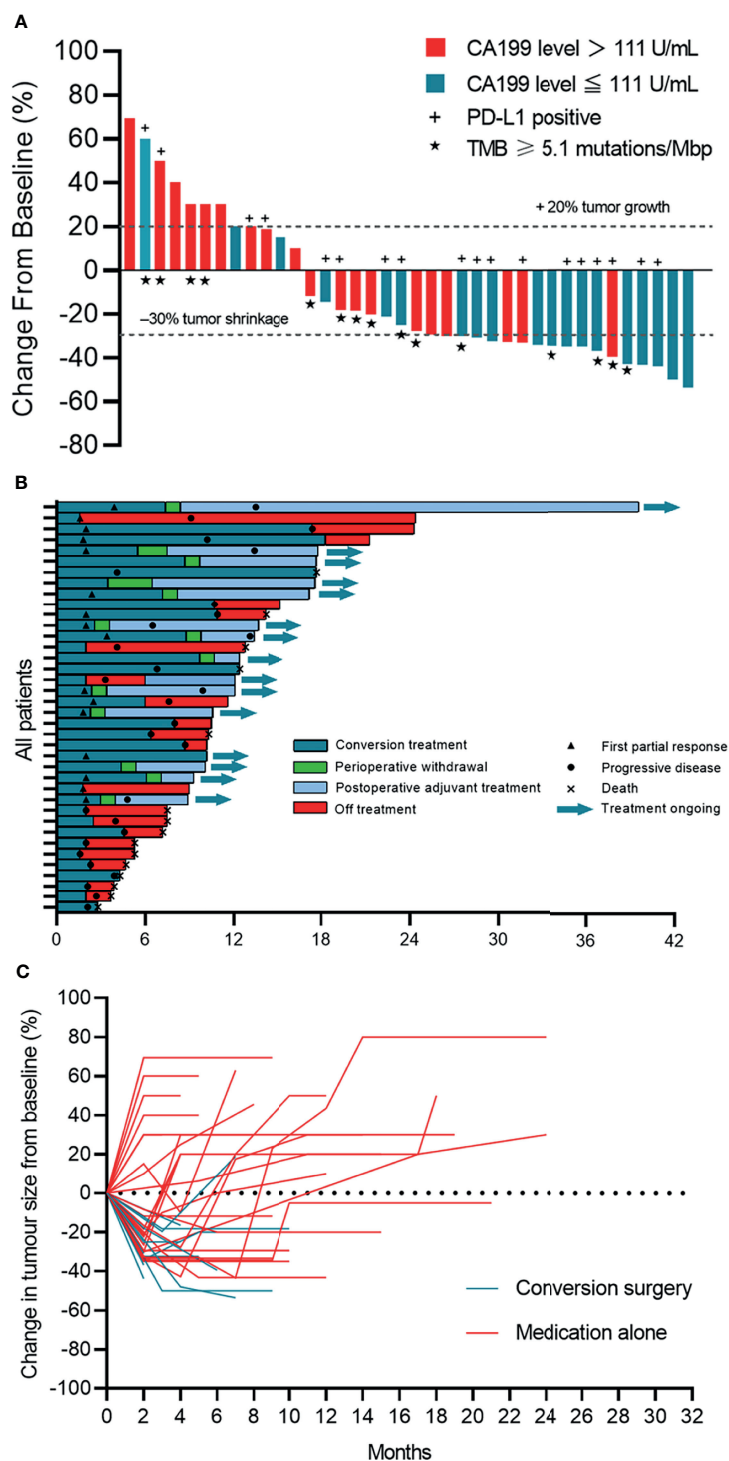 A
CA199 level > 111 U/mL
CA199 level ≦ 111 U/mL
+ PD-L1 positive
★ TMB ⩾ 5.1 mutations/Mbp
Change From Baseline (%)
100
80
60
40
20
0
-20
-40
-60
-80
+ 20% tumor growth
–30% tumor shrinkage
B
All patients
Conversion treatment
Perioperative withdrawal
Postoperative adjuvant treatment
Off treatment
First partial response
Progressive disease
Death
Treatment ongoing
0 6 12 18 24 30 36 42
C
Change in tumour size from baseline (%)
100
80
60
40
20
0
-20
-40
-60
-80
-100
Conversion surgery
Medication alone
0 2 4 6 8 10 12 14 16 18 20 22 24 26 28 30 32
Months